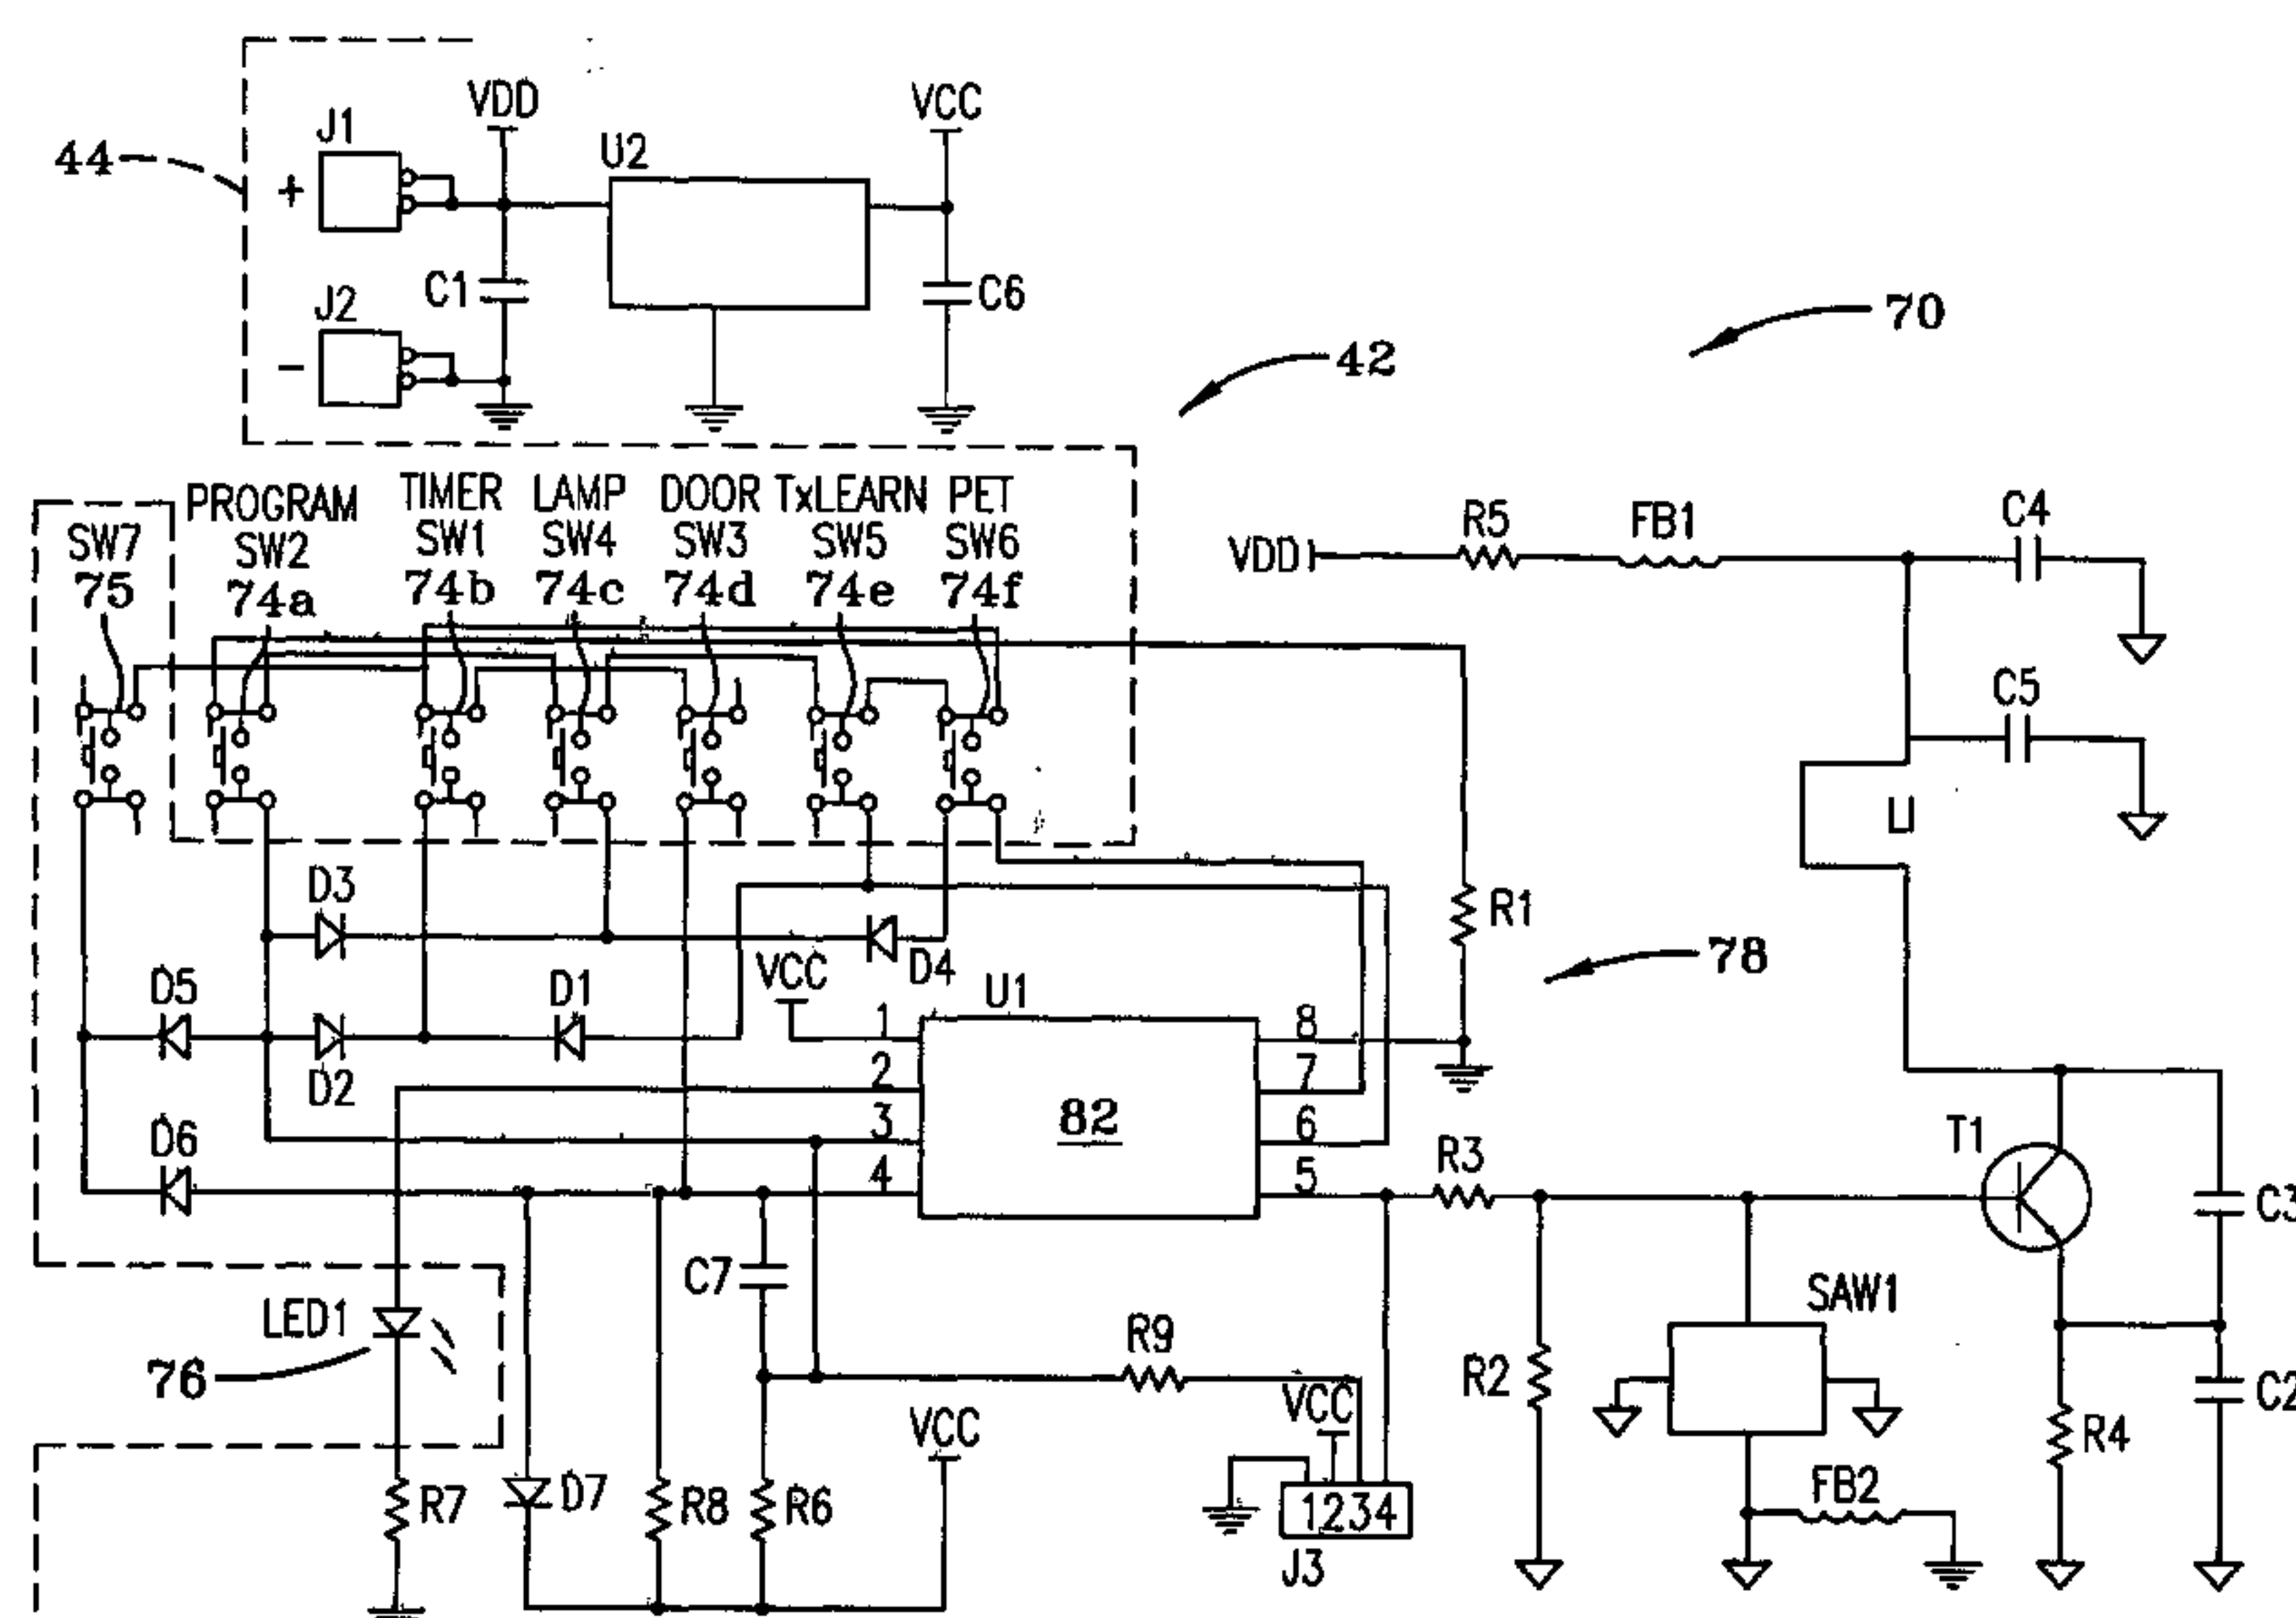 VDD
VCC
J1
U2
44
+
C1
C6
J2
-
70
42
PROGRAM
TIMER
LAMP
DOOR
TxLEARN
PET
SW7
SW2
SW1
SW4
SW3
SW5
SW6
75
74a
74b
74c
74d
74e
74f
VDD
R5
FB1
C4
C5
D3
R1
D4
VCC
U1
78
D5
D1
D2
1
2
3
4
82
8
7
6
5
D6
R3
T1
C3
C7
LED1
76
R9
SAW1
VCC
R2
C2
R4
VCC
R7
D7
R8
R6
1234
J3
FB2